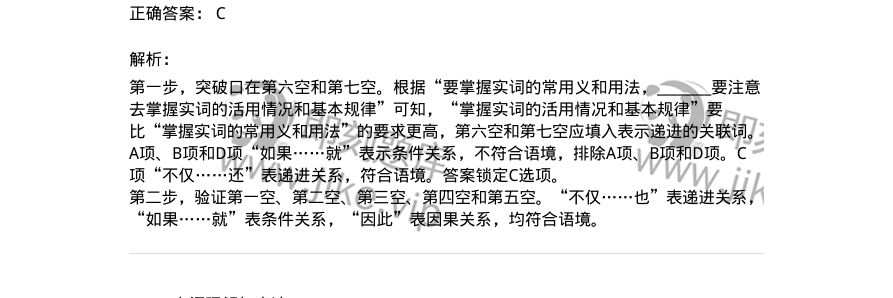 正确答案： C
解析：
第一步，突破口在第六空和第七空。根据“要掌握实词的常用义和用法，______要注意
去掌握实词的活用情况和基本规律”可知，“掌握实词的活用情况和基本规律”要
比“掌握实词的常用义和用法”的要求更高，第六空和第七空应填入表示递进的关联词。
A项、B项和D项“如果……就”表示条件关系，不符合语境，排除A项、B项和D项。C
项“不仅……还”表递进关系，符合语境。答案锁定C选项。
第二步，验证第一空、第二空、第三空、第四空和第五空。“不仅……也”表递进关系，
“如果……就”表条件关系，“因此”表因果关系，均符合语境。
即刻题库
www.jike.vip
即刻
www.jik